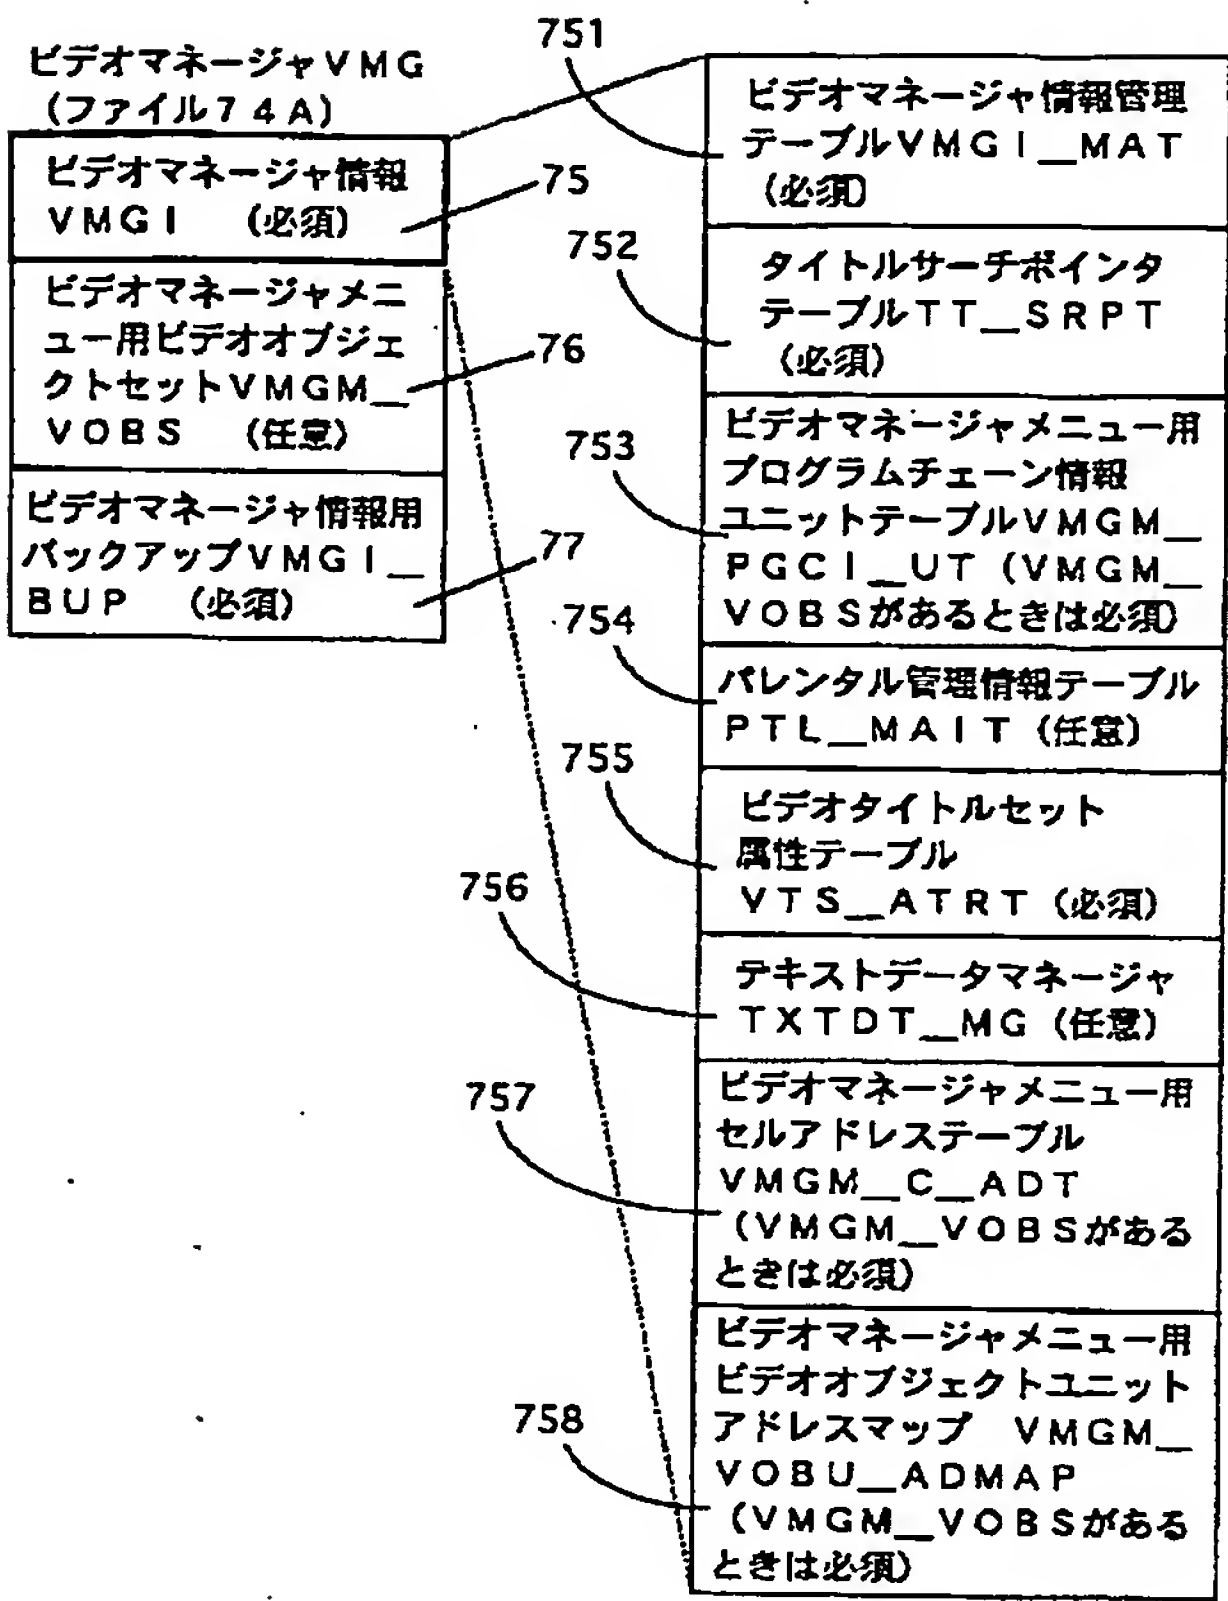 ビデオマネージャVMG
(ファイル74A)
ビデオマネージャ情報
VMGI (必須)
75
ビデオマネージャメニ
ュー用ビデオオブジェ
クトセットVMGM__
VOBS (任意)
76
ビデオマネージャ情報用
バックアップVMGI__
BUP (必須)
77
751
ビデオマネージャ情報管理
テーブルVMGI__MAT
(必須)
752
タイトルサーチポインタ
テーブルTT__SRPT
(必須)
753
ビデオマネージャメニュー用
プログラムチェーン情報
ユニットテーブルVMGM__
PGCI__UT (VMGM__
VOBSがあるときは必須)
754
パレンタル管理情報テーブル
PTL__MAIT (任意)
755
ビデオタイトルセット
属性テーブル
VTS__ATRT (必須)
756
テキストデータマネージャ
TXTDT__MG (任意)
757
ビデオマネージャメニュー用
セルアドレステーブル
VMGM__C__ADT
(VMGM__VOBSがある
ときは必須)
758
ビデオマネージャメニュー用
ビデオオブジェクトユニット
アドレスマップ VMGM__
VOBU__ADMAP
(VMGM__VOBSがある
ときは必須)